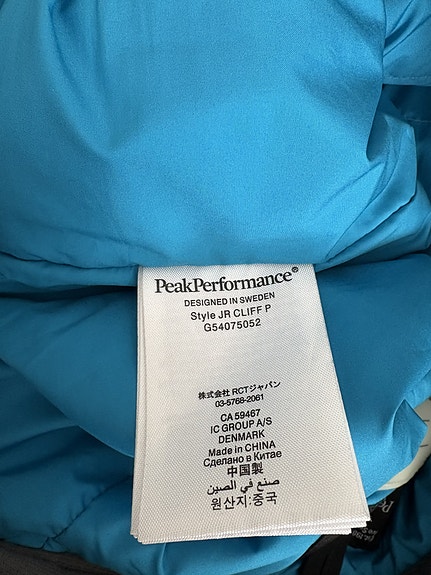 PeakPerformance®
DESIGNED IN SWEDEN
Style JR CLIFF P
G54075052
株式会社 RCTジャパン
03-5768-2061
CA 59467
IC GROUP A/S
DENMARK
Made in CHINA
Сделано в Китае
中国製
صنع في الصين
원산지:중국